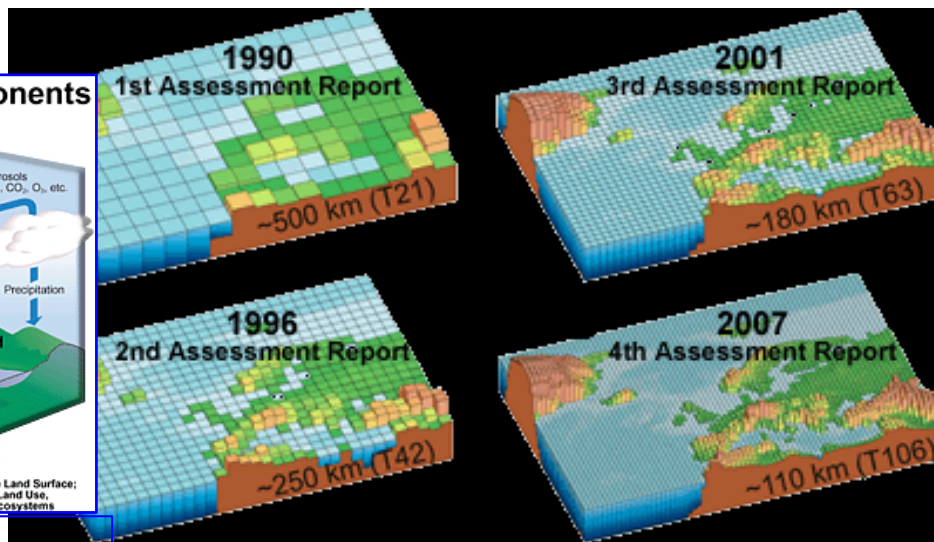 onents
rosols
, CO₂, O₃, etc.
Precipitation
Land Surface;
Land Use,
cosystems
1990
1st Assessment Report
~500 km (T21)
2001
3rd Assessment Report
~180 km (T63)
1996
2nd Assessment Report
~250 km (T42)
2007
4th Assessment Report
~110 km (T106)